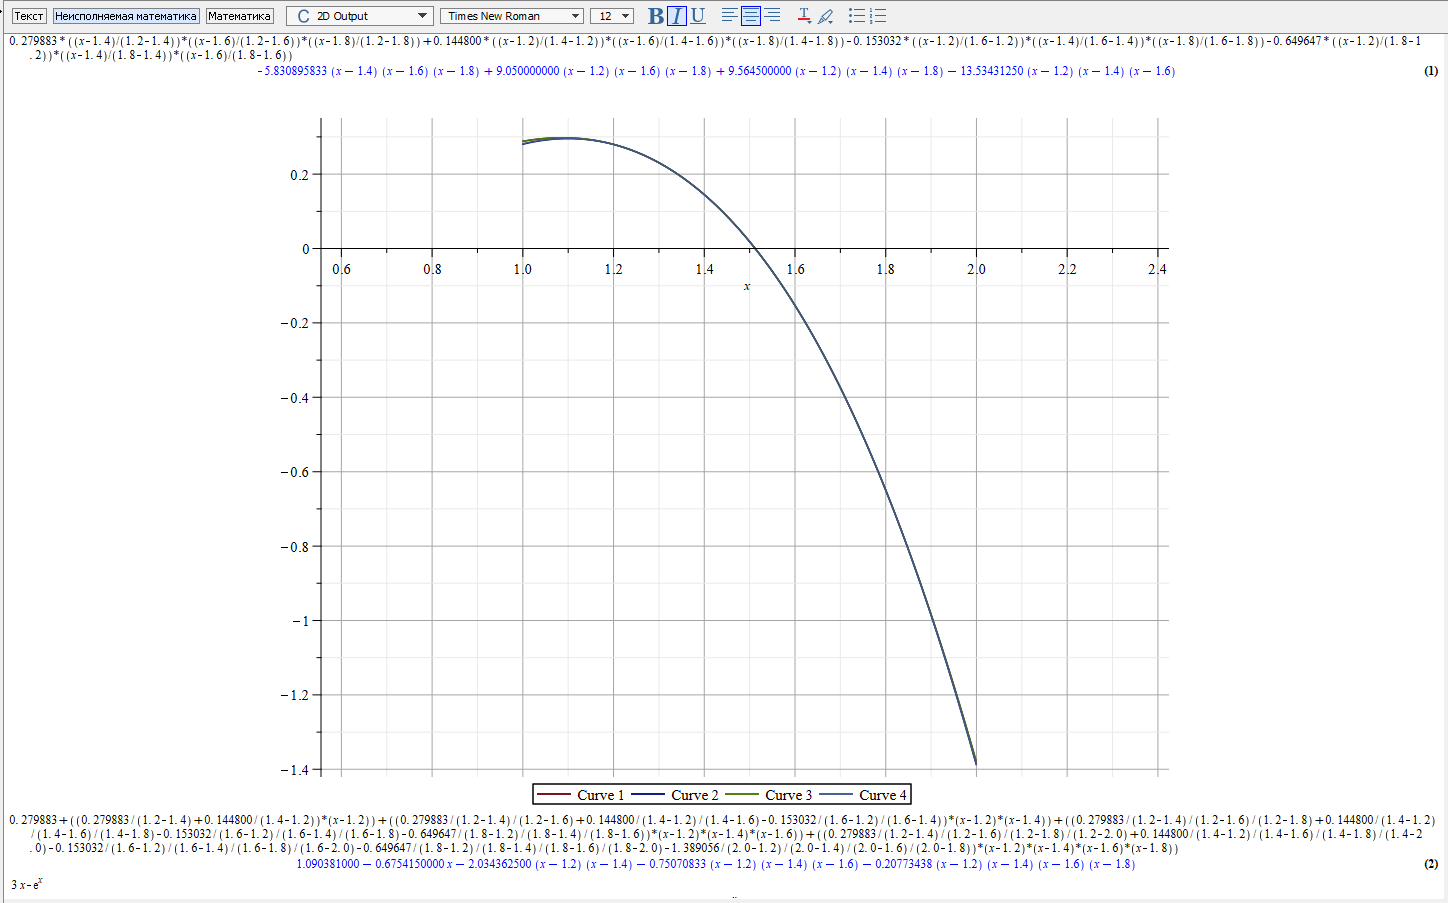 Текст Неисполняемая математика Математика C 2D Output Times New Roman 12 B I U
0.279883*((x-1.4)/(1.2-1.4))*((x-1.6)/(1.2-1.6))*((x-1.8)/(1.2-1.8))+0.144800*((x-1.2)/(1.4-1.2))*((x-1.6)/(1.4-1.6))*((x-1.8)/(1.4-1.8))-0.153032*((x-1.2)/(1.6-1.2))*((x-1.4)/(1.6-1.4))*((x-1.8)/(1.6-1.8))-0.649647*((x-1.2)/(1.8-1
.2))*((x-1.4)/(1.8-1.4))*((x-1.6)/(1.8-1.6))
-5.830895833 (x − 1.4) (x − 1.6) (x − 1.8) + 9.050000000 (x − 1.2) (x − 1.6) (x − 1.8) + 9.564500000 (x − 1.2) (x − 1.4) (x − 1.8) − 13.53431250 (x − 1.2) (x − 1.4) (x − 1.6) (1)
0.2
0
0.6 0.8 1.0 1.2 1.4 1.6 1.8 2.0 2.2 2.4
x
−0.2
−0.4
−0.6
−0.8
−1
−1.2
−1.4
Curve 1 Curve 2 Curve 3 Curve 4
0.279883+((0.279883/(1.2-1.4)+0.144800/(1.4-1.2))*(x-1.2))+((0.279883/(1.2-1.4)/(1.2-1.6)+0.144800/(1.4-1.2)/(1.4-1.6)-0.153032/(1.6-1.2)/(1.6-1.4))*(x-1.2)*(x-1.4))+((0.279883/(1.2-1.4)/(1.2-1.6)/(1.2-1.8)+0.144800/(1.4-1.2)
/(1.4-1.6)/(1.4-1.8)-0.153032/(1.6-1.2)/(1.6-1.4)/(1.6-1.8)-0.649647/(1.8-1.2)/(1.8-1.4)/(1.8-1.6))*(x-1.2)*(x-1.4)*(x-1.6))+((0.279883/(1.2-1.4)/(1.2-1.6)/(1.2-1.8)/(1.2-2.0)+0.144800/(1.4-1.2)/(1.4-1.6)/(1.4-1.8)/(1.4-2
.0)-0.153032/(1.6-1.2)/(1.6-1.4)/(1.6-1.8)/(1.6-2.0)-0.649647/(1.8-1.2)/(1.8-1.4)/(1.8-1.6)/(1.8-2.0)-1.389056/(2.0-1.2)/(2.0-1.4)/(2.0-1.6)/(2.0-1.8))*(x-1.2)*(x-1.4)*(x-1.6)*(x-1.8))
1.090381000 − 0.6754150000 x − 2.034362500 (x − 1.2) (x − 1.4) − 0.75070833 (x − 1.2) (x − 1.4) (x − 1.6) − 0.20773438 (x − 1.2) (x − 1.4) (x − 1.6) (x − 1.8) (2)
3 x-eˣ